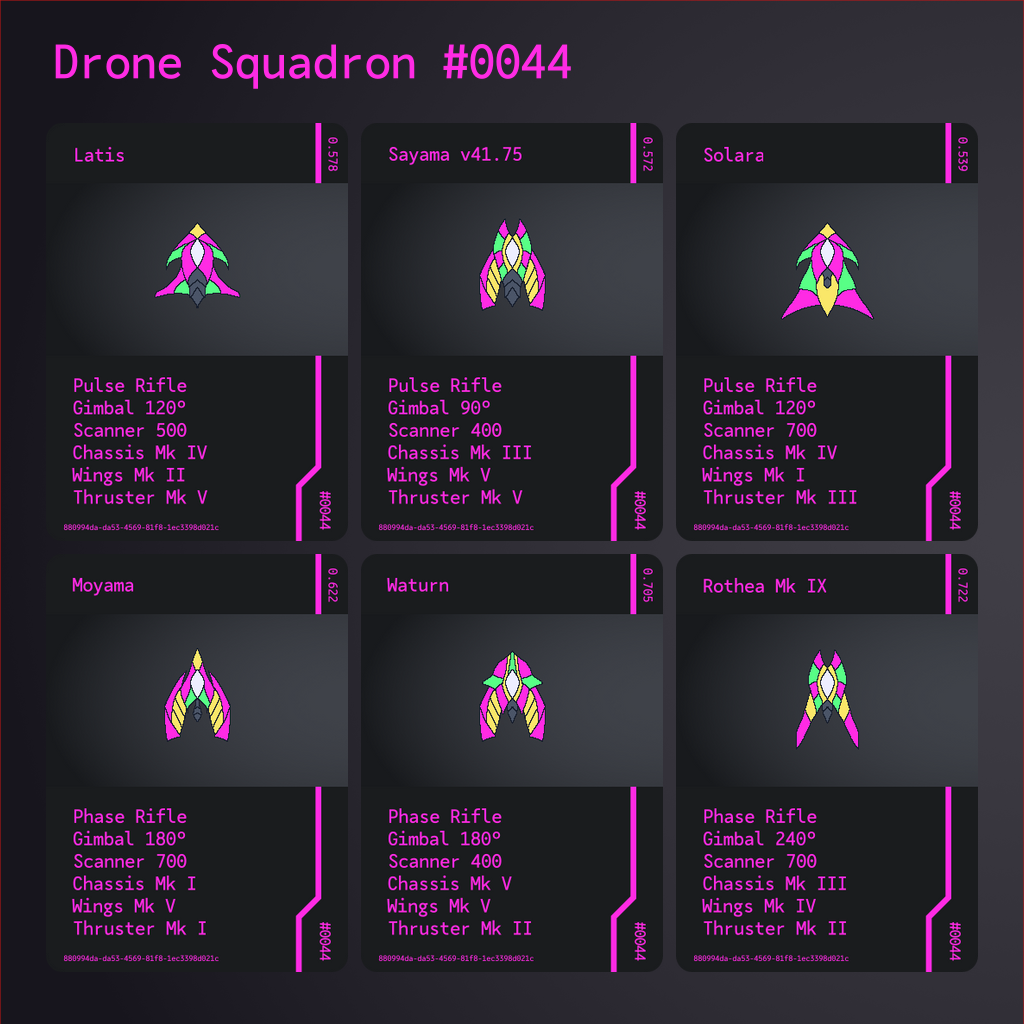 Drone Squadron #0044
Latis
0.578
Pulse Rifle
Gimbal 120°
Scanner 500
Chassis Mk IV
Wings Mk II
Thruster Mk V
#0044
880994da-da53-4569-81f8-1ec3398d021c
Sayama v41.75
0.572
Pulse Rifle
Gimbal 90°
Scanner 400
Chassis Mk III
Wings Mk V
Thruster Mk V
#0044
880994da-da53-4569-81f8-1ec3398d021c
Solara
0.539
Pulse Rifle
Gimbal 120°
Scanner 700
Chassis Mk IV
Wings Mk I
Thruster Mk III
#0044
880994da-da53-4569-81f8-1ec3398d021c
Moyama
0.622
Phase Rifle
Gimbal 180°
Scanner 700
Chassis Mk I
Wings Mk V
Thruster Mk I
#0044
880994da-da53-4569-81f8-1ec3398d021c
Waturn
0.705
Phase Rifle
Gimbal 180°
Scanner 400
Chassis Mk V
Wings Mk V
Thruster Mk II
#0044
880994da-da53-4569-81f8-1ec3398d021c
Rothea Mk IX
0.722
Phase Rifle
Gimbal 240°
Scanner 700
Chassis Mk III
Wings Mk IV
Thruster Mk II
#0044
880994da-da53-4569-81f8-1ec3398d021c